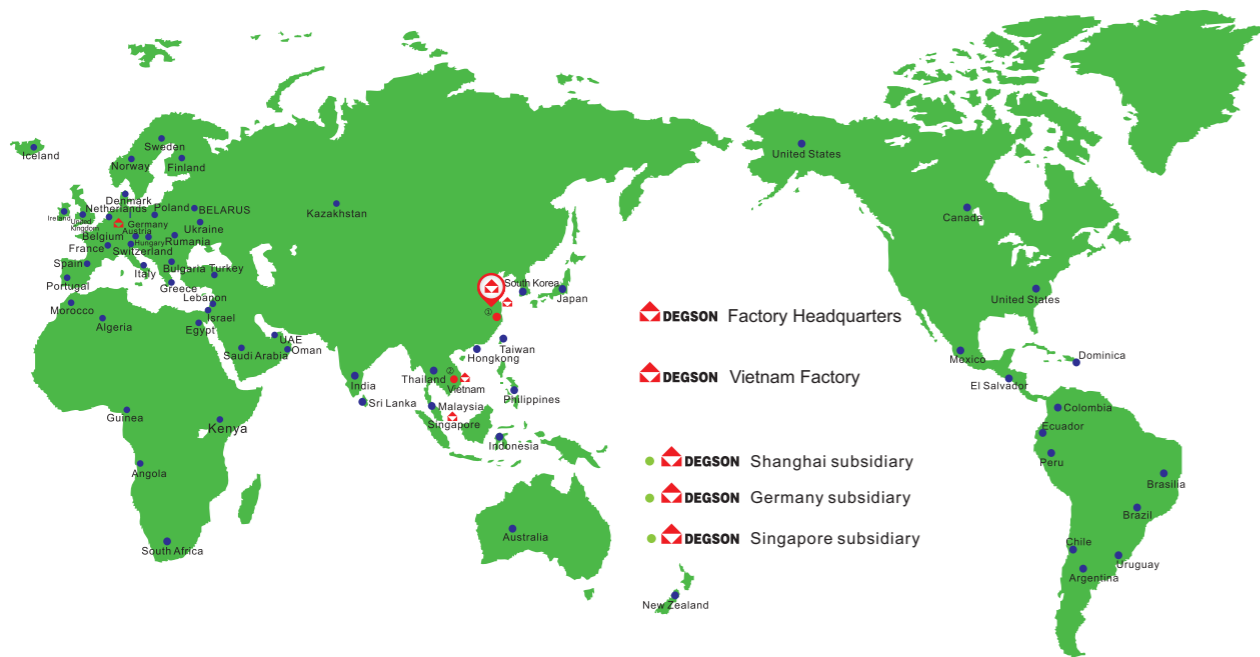 Iceland
Sweden
Norway
Finland
Denmark
Netherlands
Poland
BELARUS
Ireland
United
Kingdom
Germany
Ukraine
Belgium
Austria
Hungary
Rumania
France
Switzerland
Spain
Italy
Bulgaria
Turkey
Portugal
Greece
Morocco
Lebanon
Algeria
Israel
Egypt
UAE
Saudi Arabia
Oman
Kazakhstan
South Korea
Japan
①
Taiwan
Hongkong
India
Thailand
②
Vietnam
Sri Lanka
Malaysia
Philippines
Singapore
Indonesia
Guinea
Kenya
Angola
South Africa
Australia
New Zealand
DEGSON Factory Headquarters
DEGSON Vietnam Factory
DEGSON Shanghai subsidiary
DEGSON Germany subsidiary
DEGSON Singapore subsidiary
United States
Canada
United States
Mexico
Dominica
El Salvador
Colombia
Ecuador
Peru
Brasilia
Brazil
Chile
Uruguay
Argentina